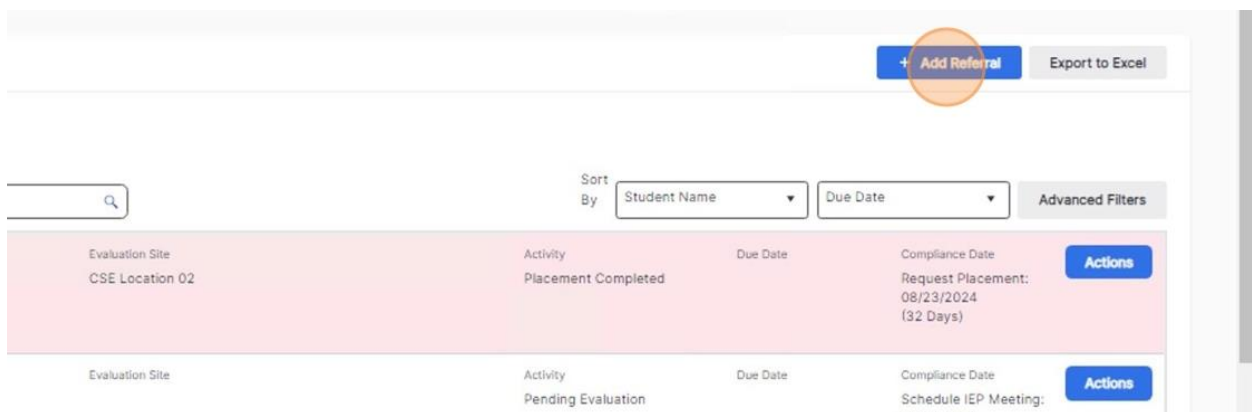 + Add Referral Export to Excel
Sort
By Student Name Due Date Advanced Filters
Evaluation Site Activity Due Date Compliance Date Actions
CSE Location 02 Placement Completed Request Placement:
08/23/2024
(32 Days)
Evaluation Site Activity Due Date Compliance Date Actions
Pending Evaluation Schedule IEP Meeting: